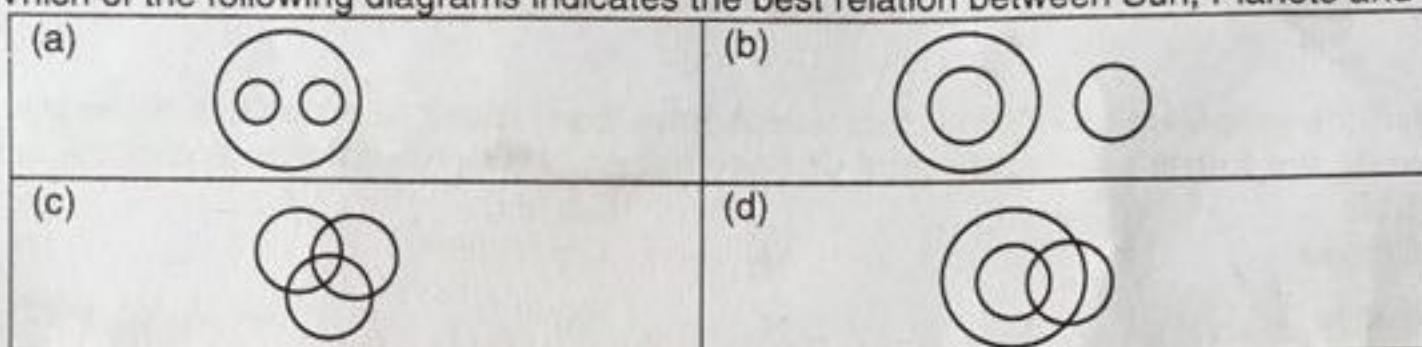 which of the following diagrams indicates the best relation between Sun, Planets and
(a)
(b)
(c)
(d)